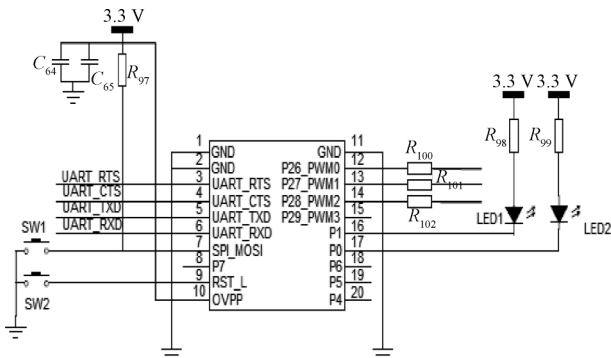 3.3 V
C64
C65
R97
3.3 V 3.3 V
R98
R99
1 GND
2 GND
3 UART_RTS
4 UART_CTS
5 UART_TXD
6 UART_RXD
7 SPI_MOSI
8 P7
9 RST_L
10 OVPP
GND 11
P26_PWM0 12
P27_PWM1 13
P28_PWM2 14
P29_PWM3 15
P1 16
P0 17
P6 18
P5 19
P4 20
R100
R101
R102
UART_RTS
UART_CTS
UART_TXD
UART_RXD
SW1
SW2
LED1
LED2